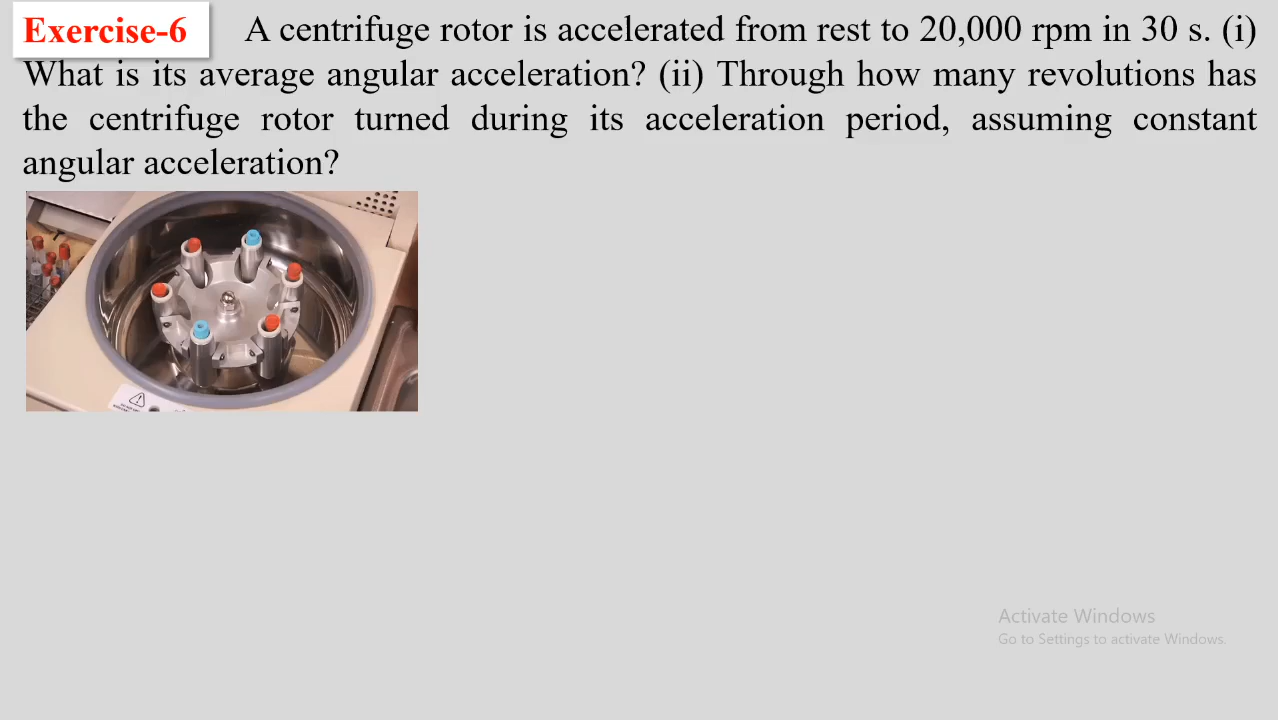 Exercise-6 A centrifuge rotor is accelerated from rest to 20,000 rpm in 30 s. (i)
What is its average angular acceleration? (ii) Through how many revolutions has
the centrifuge rotor turned during its acceleration period, assuming constant
angular acceleration?
Activate Windows
Go to Settings to activate Windows.